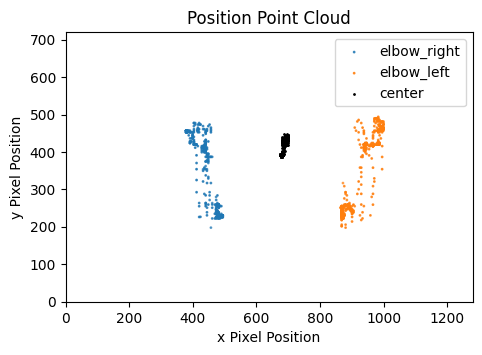 Position Point Cloud
elbow_right
elbow_left
center
y Pixel Position
700
600
500
400
300
200
100
0
0 200 400 600 800 1000 1200
x Pixel Position